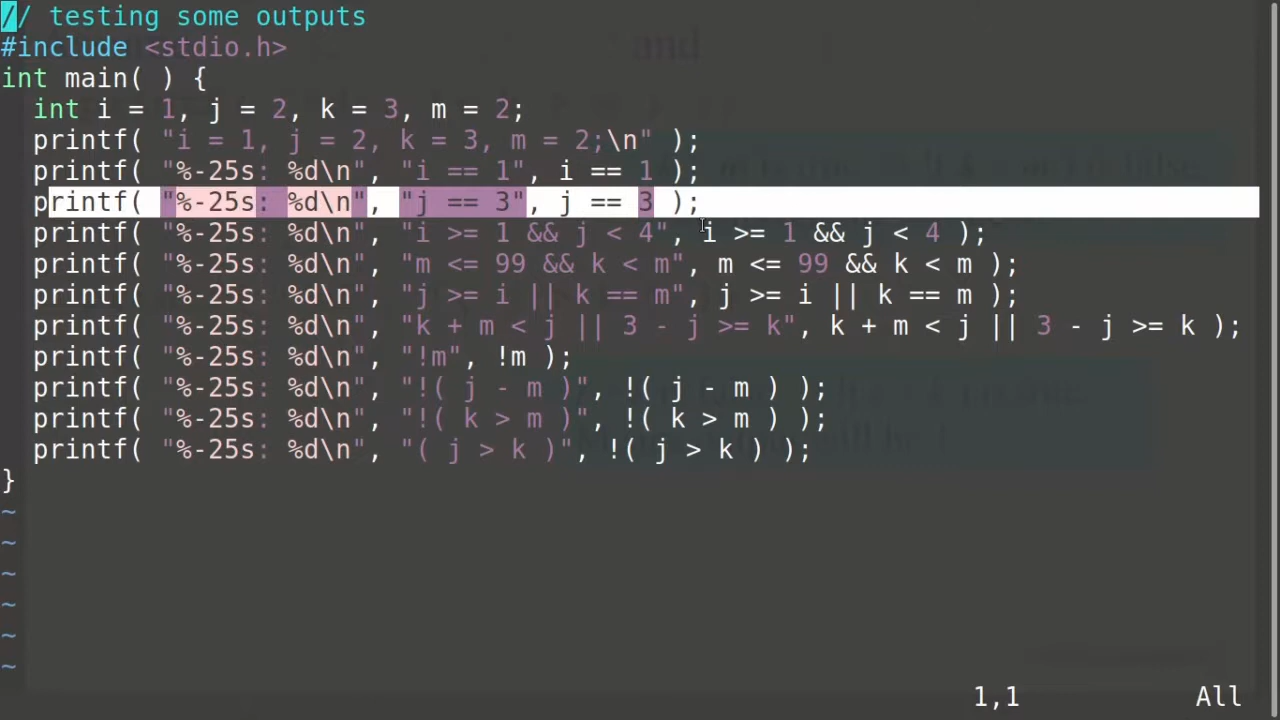 // testing some outputs
#include <stdio.h>
int main( ) {
  int i = 1, j = 2, k = 3, m = 2;
  printf( "i = 1, j = 2, k = 3, m = 2;\n" );
  printf( "%-25s: %d\n", "i == 1", i == 1 );
  printf( "%-25s: %d\n", "j == 3", j == 3 );
  printf( "%-25s: %d\n", "i >= 1 && j < 4", i >= 1 && j < 4 );
  printf( "%-25s: %d\n", "m <= 99 && k < m", m <= 99 && k < m );
  printf( "%-25s: %d\n", "j >= i || k == m", j >= i || k == m );
  printf( "%-25s: %d\n", "k + m < j || 3 - j >= k", k + m < j || 3 - j >= k );
  printf( "%-25s: %d\n", "!m", !m );
  printf( "%-25s: %d\n", "!( j - m )", !( j - m ) );
  printf( "%-25s: %d\n", "!( k > m )", !( k > m ) );
  printf( "%-25s: %d\n", "( j > k )", !( j > k ) );
}
~
~
~
~
~
~
1,1 All